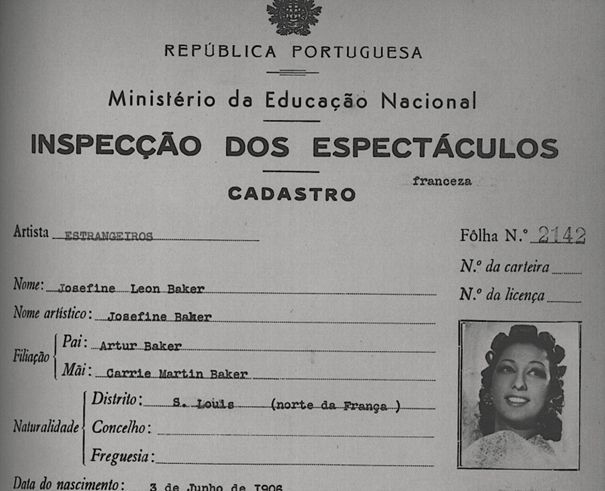 REPÚBLICA PORTUGUESA
Ministério da Educação Nacional
INSPECÇÃO DOS ESPECTÁCULOS
franceza
CADASTRO
Artista ESTRANGEIROS
Fôlha N.º 2142
N.º da carteira
Nome: Josefine Leon Baker
N.º da licença
Nome artístico: Josefine Baker
Filiação
Pai: Artur Baker
Mãi: Carrie Martin Baker
Naturalidade
Distrito: S. Louis (norte da França )
Concelho:
Freguesia:
Data do nascimento: 3 de Junho de I906